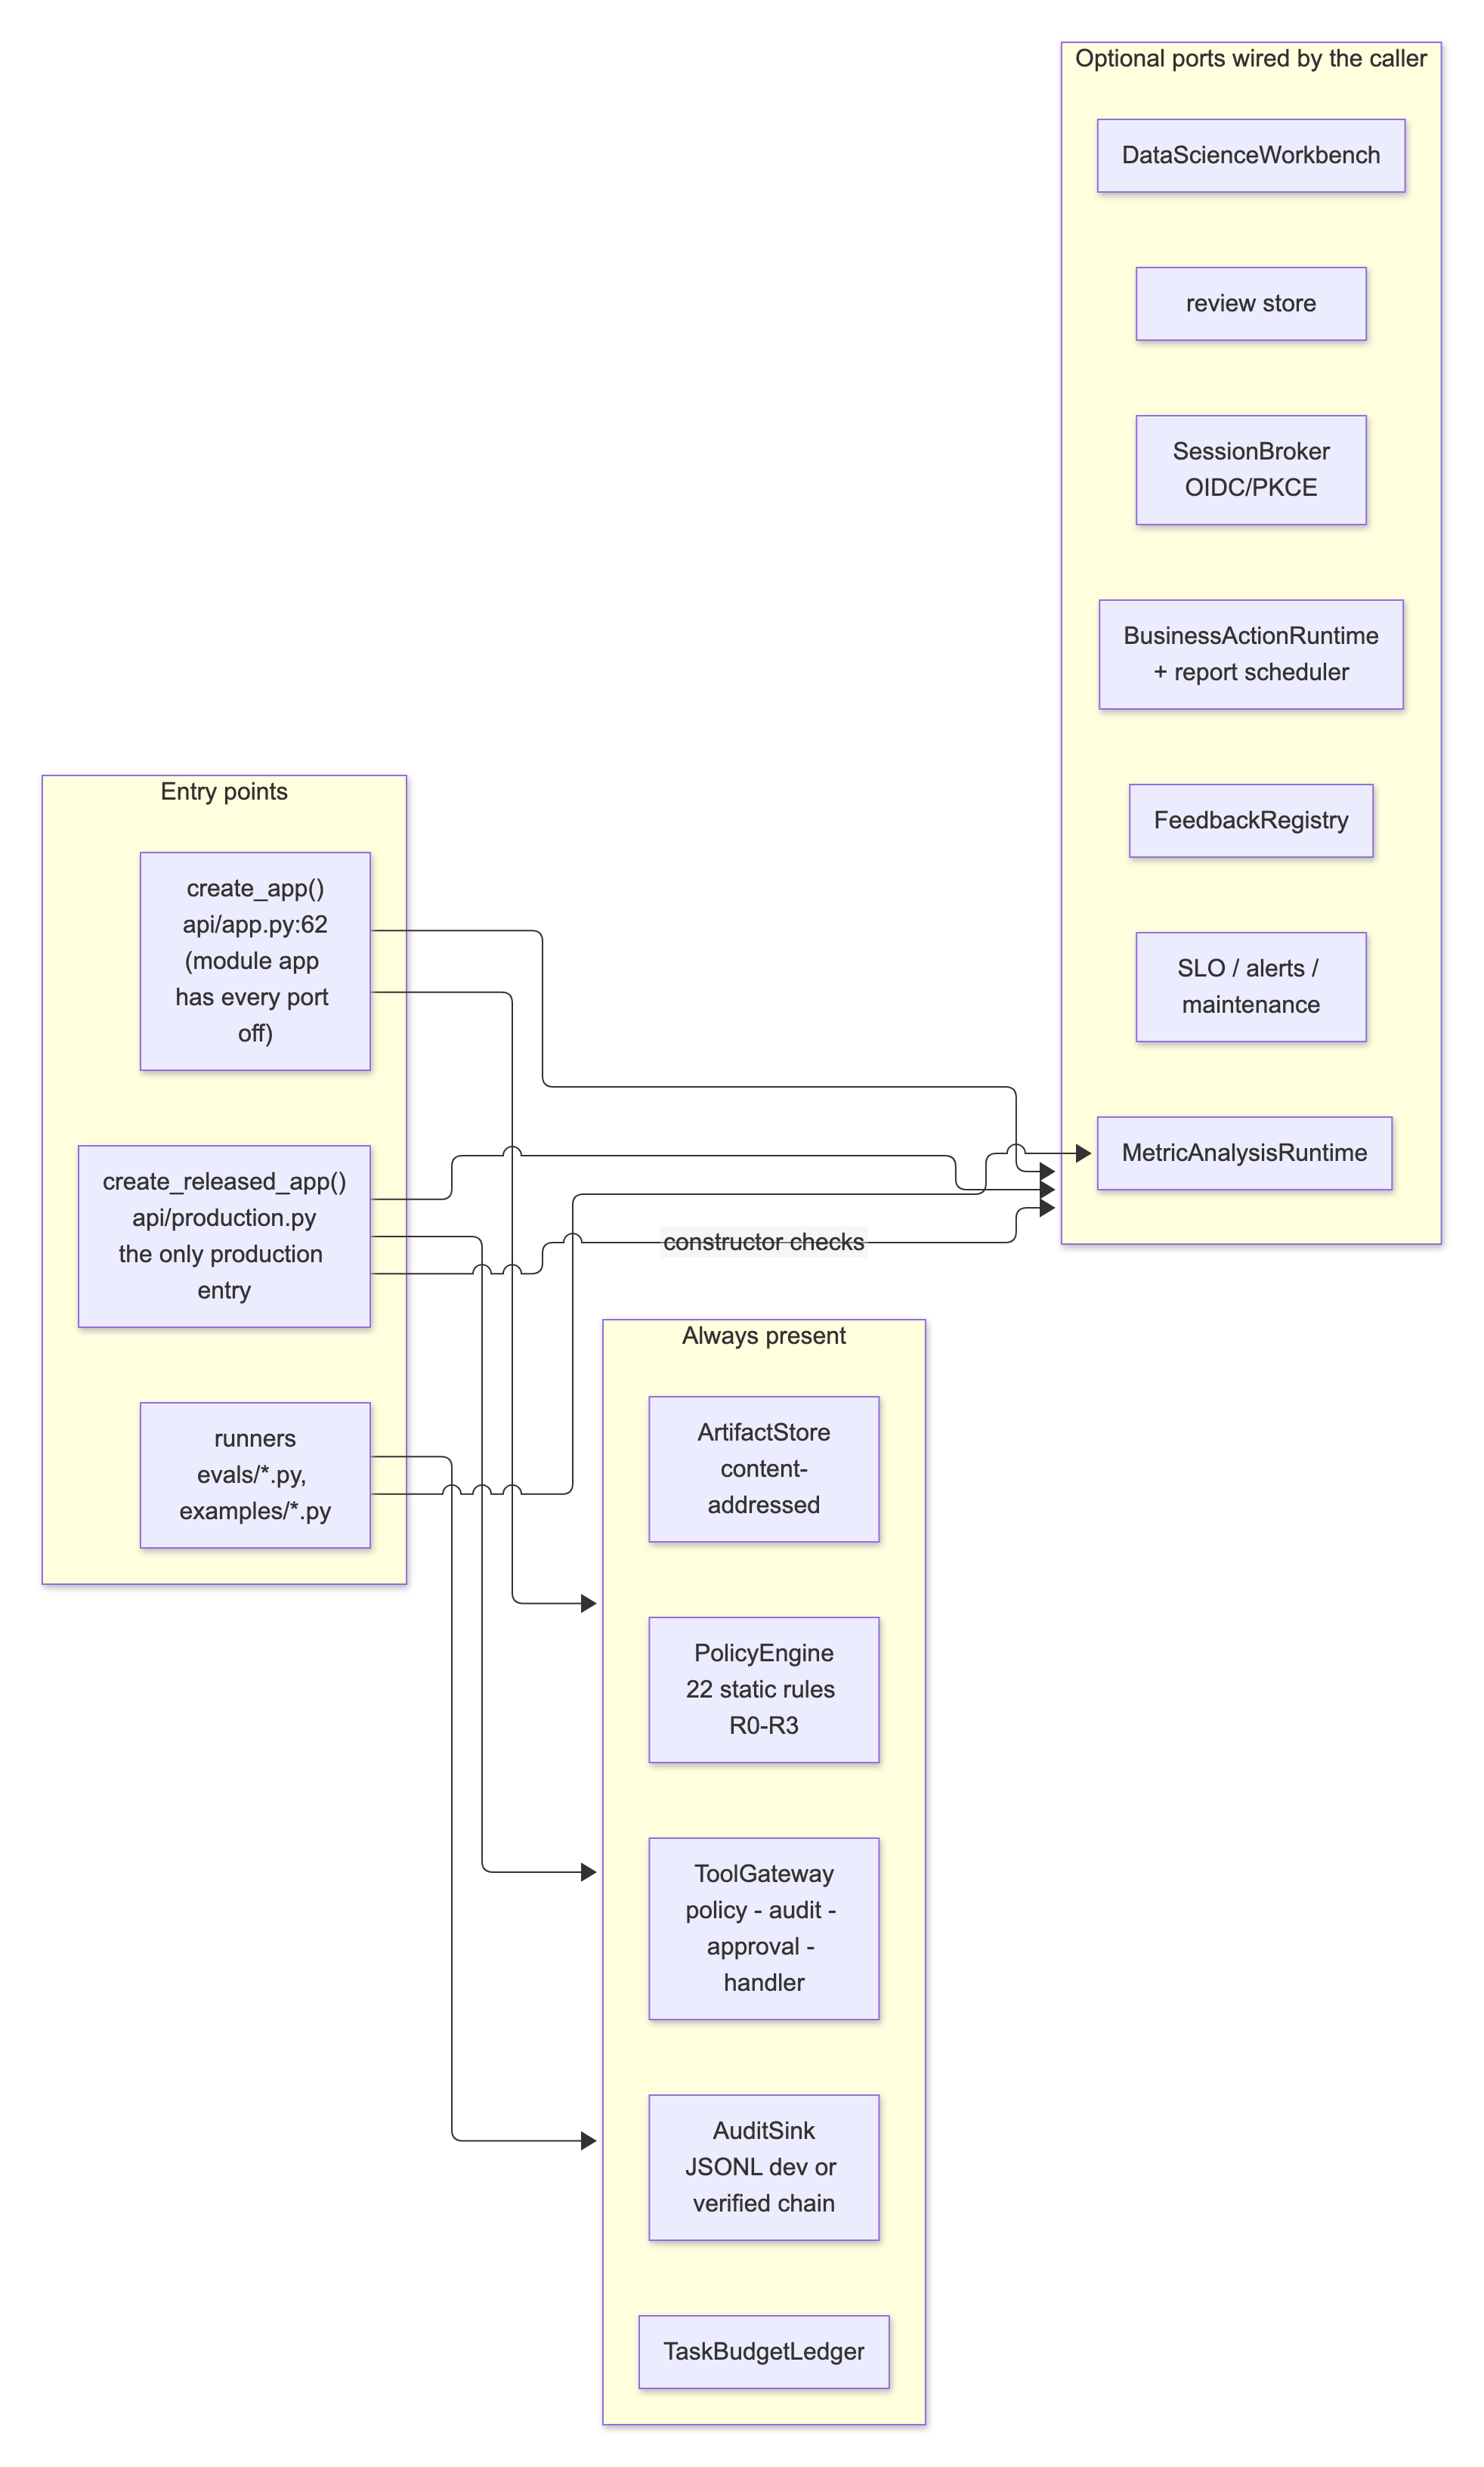 Optional ports wired by the caller
DataScienceWorkbench
review store
SessionBroker
OIDC/PKCE
BusinessActionRuntime
+ report scheduler
FeedbackRegistry
SLO / alerts /
maintenance
MetricAnalysisRuntime
Entry points
create_app()
api/app.py:62
(module app
has every port
off)
create_released_app()
api/production.py
the only production
entry
runners
evals/*.py,
examples/*.py
constructor checks
Always present
ArtifactStore
content-
addressed
PolicyEngine
22 static rules
R0-R3
ToolGateway
policy - audit -
approval -
handler
AuditSink
JSONL dev or
verified chain
TaskBudgetLedger